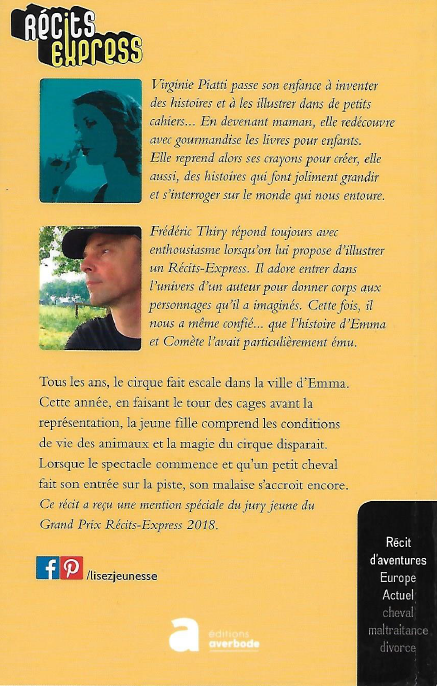 Récits
Express
Virginie Piatti passe son enfance à inventer
des histoires et à les illustrer dans de petits
cahiers... En devenant maman, elle redécouvre
avec gourmandise les livres pour enfants.
Elle reprend alors ses crayons pour créer, elle
aussi, des histoires qui font joliment grandir
et s'interroger sur le monde qui nous entoure.
Frédéric Thiry répond toujours avec
enthousiasme lorsqu'on lui propose d'illustrer
un Récits-Express. Il adore entrer dans
l'univers d'un auteur pour donner corps aux
personnages qu'il a imaginés. Cette fois, il
nous a même confié... que l'histoire d'Emma
et Comète l'avait particulièrement ému.
Tous les ans, le cirque fait escale dans la ville d'Emma.
Cette année, en faisant le tour des cages avant la
représentation, la jeune fille comprend les conditions
de vie des animaux et la magie du cirque disparait.
Lorsque le spectacle commence et qu'un petit cheval
fait son entrée sur la piste, son malaise s'accroit encore.
Ce récit a reçu une mention spéciale du jury jeune du
Grand Prix Récits-Express 2018.
/lisezjeunesse
a
éditions
averbode
Récit
d'aventures
Europe
Actuel
cheval
maltraitance
divorce